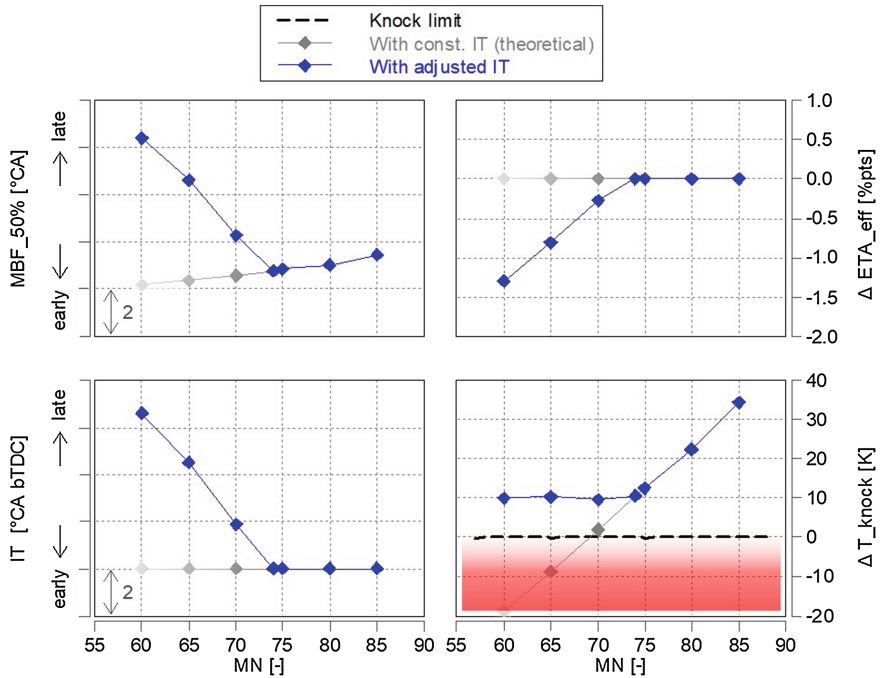 Knock limit
With const. IT (theoretical)
With adjusted IT
MBF_50% [°CA]
early
late
2
1.0
0.5
0.0
-0.5
-1.0
-1.5
-2.0
Δ ETA_eff [%pts]
IT [°CA bTDC]
early
late
2
55 60 65 70 75 80 85 90
MN [-]
40
30
20
10
0
-10
-20
Δ T_knock [K]
55 60 65 70 75 80 85 90
MN [-]